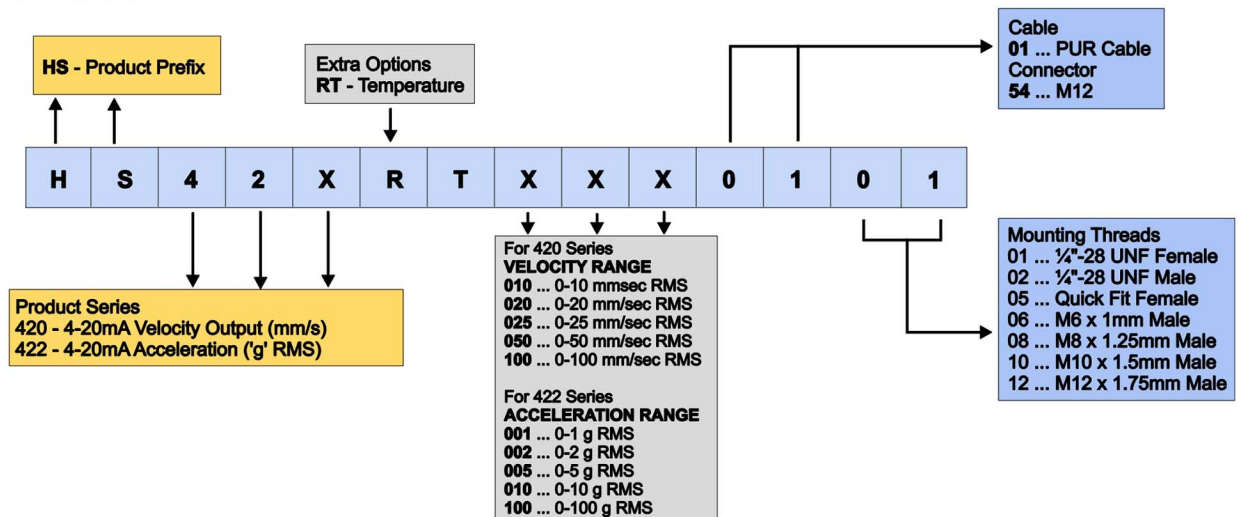 HS - Product Prefix
Extra Options
RT - Temperature
Cable
01 ... PUR Cable
Connector
54 ... M12
H S 4 2 X R T X X X 0 1 0 1
Product Series
420 - 4-20mA Velocity Output (mm/s)
422 - 4-20mA Acceleration ('g' RMS)
For 420 Series
VELOCITY RANGE
010 ... 0-10 mmsec RMS
020 ... 0-20 mm/sec RMS
025 ... 0-25 mm/sec RMS
050 ... 0-50 mm/sec RMS
100 ... 0-100 mm/sec RMS
For 422 Series
ACCELERATION RANGE
001 ... 0-1 g RMS
002 ... 0-2 g RMS
005 ... 0-5 g RMS
010 ... 0-10 g RMS
100 ... 0-100 g RMS
Mounting Threads
01 ... ¼"-28 UNF Female
02 ... ¼"-28 UNF Male
05 ... Quick Fit Female
06 ... M6 x 1mm Male
08 ... M8 x 1.25mm Male
10 ... M10 x 1.5mm Male
12 ... M12 x 1.75mm Male